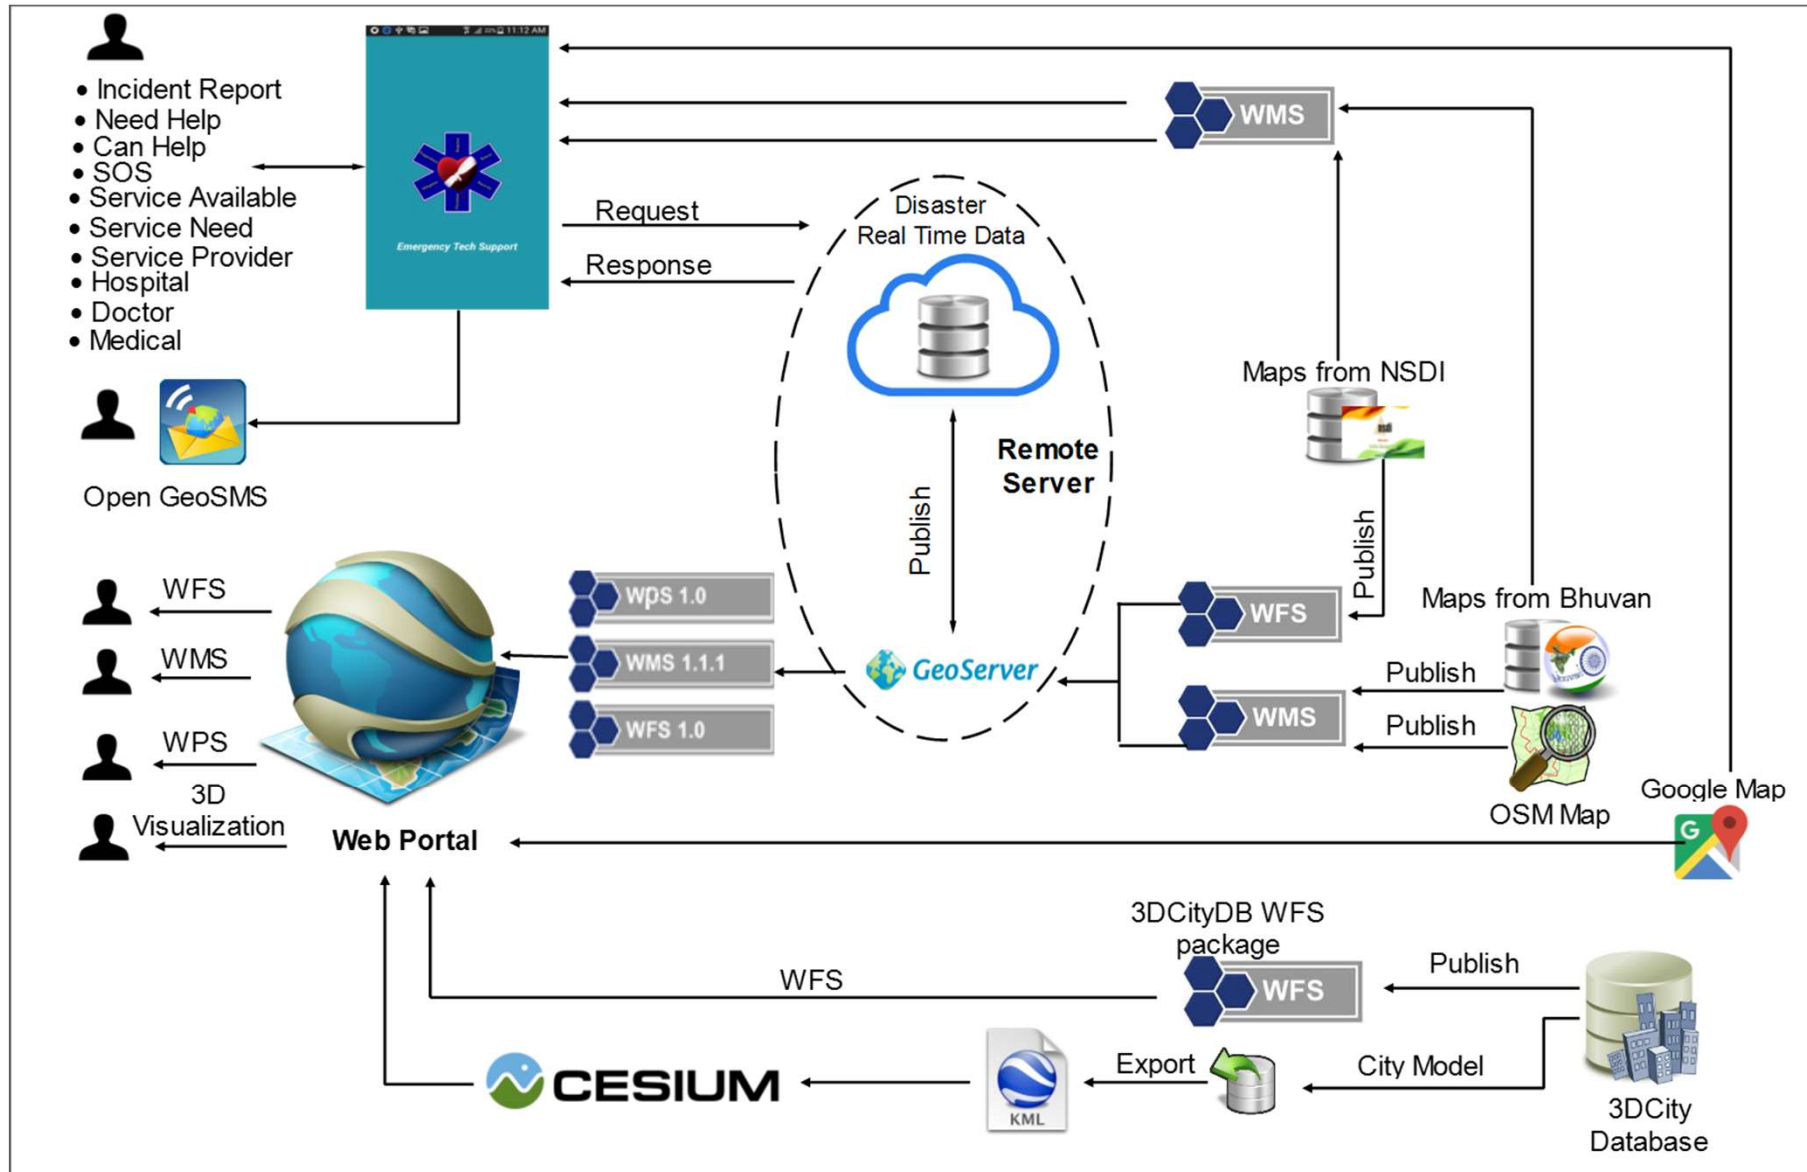 11:12 AM
• Incident Report
• Need Help
• Can Help
• SOS
• Service Available
• Service Need
• Service Provider
• Hospital
• Doctor
• Medical
Emergency Tech Support
Open GeoSMS
Request
Response
Disaster
Real Time Data
Remote
Server
Publish
GeoServer
WMS
Maps from NSDI
Publish
WFS
WMS
Maps from Bhuvan
Publish
Publish
OSM Map
Google Map
G
WPS 1.0
WMS 1.1.1
WFS 1.0
WFS
WMS
WPS
3D
Visualization
Web Portal
3DCityDB WFS
package
WFS
WFS
Publish
CESIUM
KML
Export
City Model
3DCity
Database